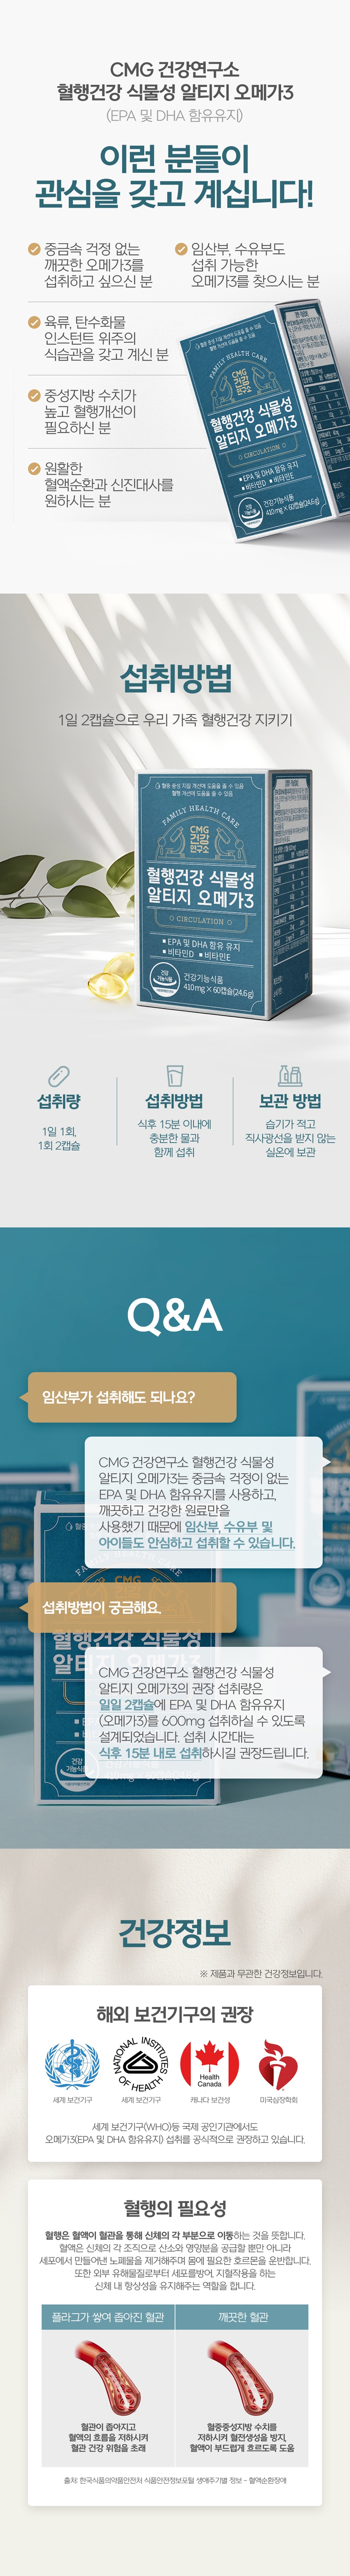 CMG 건강연구소
혈행건강 식물성 알티지 오메가3
(EPA 및 DHA 함유유지)
이런 분들이
관심을 갖고 계십니다!
중금속 걱정 없는
깨끗한 오메가3를
섭취하고 싶으신 분
임산부, 수유부도
섭취 가능한
오메가3를 찾으시는 분
육류, 탄수화물
인스턴트 위주의
식습관을 갖고 계신 분
중성지방 수치가
높고 혈행개선이
필요하신 분
원활한
혈액순환과 신진대사를
원하시는 분
FAMILY HEALTH CARE
CMG
건강
연구소
혈행건강 식물성
알티지 오메가3
CIRCULATION
EPA 및 DHA 함유 유지
비타민D 비타민E
건강기능식품
410mg × 60캡슐(24.6g)
섭취방법
1일 2캡슐으로 우리 가족 혈행건강 지키기
혈중 중성 지질 개선에 도움을 줄 수 있음
혈행 개선에 도움을 줄 수 있음
FAMILY HEALTH CARE
CMG
건강
연구소
혈행건강 식물성
알티지 오메가3
CIRCULATION
EPA 및 DHA 함유 유지
비타민D 비타민E
건강
기능식품
건강기능식품
410mg × 60캡슐(24.6g)
섭취량
1일 1회,
1회 2캡슐
섭취방법
식후 15분 이내에
충분한 물과
함께 섭취
보관 방법
습기가 적고
직사광선을 받지 않는
실온에 보관
Q&A
임산부가 섭취해도 되나요?
CMG 건강연구소 혈행건강 식물성
알티지 오메가3는 중금속 걱정이 없는
EPA 및 DHA 함유유지를 사용하고,
깨끗하고 건강한 원료만을
사용했기 때문에 임산부, 수유부 및
아이들도 안심하고 섭취할 수 있습니다.
섭취방법이 궁금해요.
CMG 건강연구소 혈행건강 식물성
알티지 오메가3의 권장 섭취량은
일일 2캡슐에 EPA 및 DHA 함유유지
(오메가3)를 600mg 섭취하실 수 있도록
설계되었습니다. 섭취 시간대는
식후 15분 내로 섭취하시길 권장드립니다.
건강정보
※ 제품과 무관한 건강정보입니다.
해외 보건기구의 권장
NATIONAL INSTITUTES
OF HEALTH
Health
Canada
세계 보건기구
세계 보건기구
캐나다 보건성
미국심장학회
세계 보건기구(WHO)등 국제 공인기관에서도
오메가3(EPA 및 DHA 함유유지) 섭취를 공식적으로 권장하고 있습니다.
혈행의 필요성
혈행은 혈액이 혈관을 통해 신체의 각 부분으로 이동하는 것을 뜻합니다.
혈액은 신체의 각 조직으로 산소와 영양분을 공급할 뿐만 아니라
세포에서 만들어낸 노폐물을 제거해주며 몸에 필요한 호르몬을 운반합니다.
또한 외부 유해물질로부터 세포를방어, 지혈작용을 하는
신체 내 항상성을 유지해주는 역할을 합니다.
플라그가 쌓여 좁아진 혈관
깨끗한 혈관
혈관이 좁아지고
혈액의 흐름을 저하시켜
혈관 건강 위험을 초래
혈중중성지방 수치를
저하시켜 혈전생성을 방지,
혈액이 부드럽게 흐르도록 도움
출처: 한국식품의약품안전처 식품안전정보포털 생애주기별 정보 - 혈액순환장애